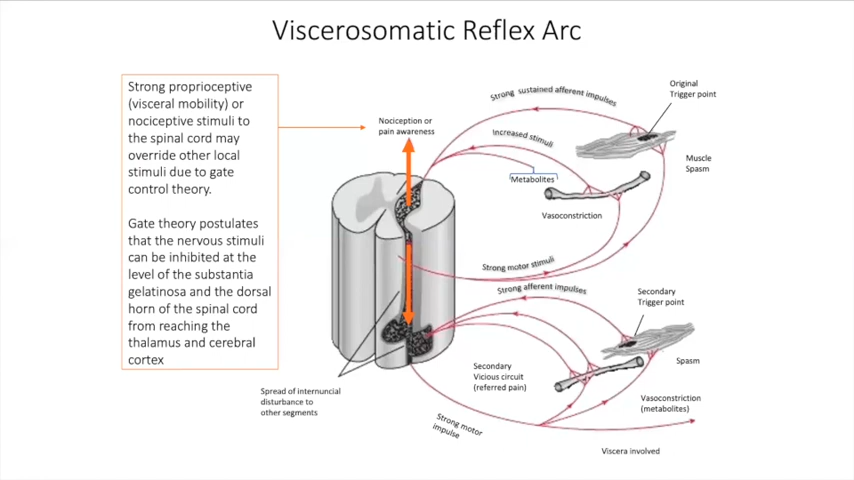 Viscerosomatic Reflex Arc
Strong proprioceptive
(visceral mobility) or
nociceptive stimuli to
the spinal cord may
override other local
stimuli due to gate
control theory.
Gate theory postulates
that the nervous stimuli
can be inhibited at the
level of the substantia
gelatinosa and the dorsal
horn of the spinal cord
from reaching the
thalamus and cerebral
cortex
Nociception or
pain awareness
Strong sustained afferent impulses
Original
Trigger point
Increased stimuli
Metabolites
Muscle
Spasm
Vasoconstriction
Strong motor stimuli
Strong afferent impulses
Secondary
Trigger point
Spasm
Secondary
Vicious circuit
(referred pain)
Vasoconstriction
(metabolites)
Spread of internuncial
disturbance to
other segments
Strong motor
impulse
Viscera involved